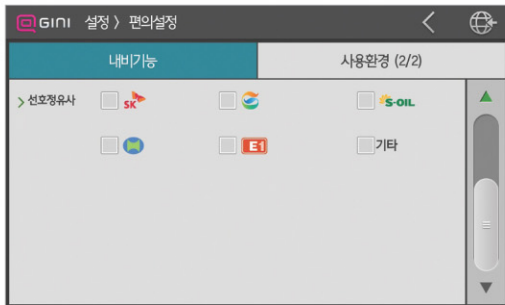 GINI 설정 〉 편의설정
내비기능 사용환경 (2/2)
> 선호정유사 SK S-OIL
E1 기타